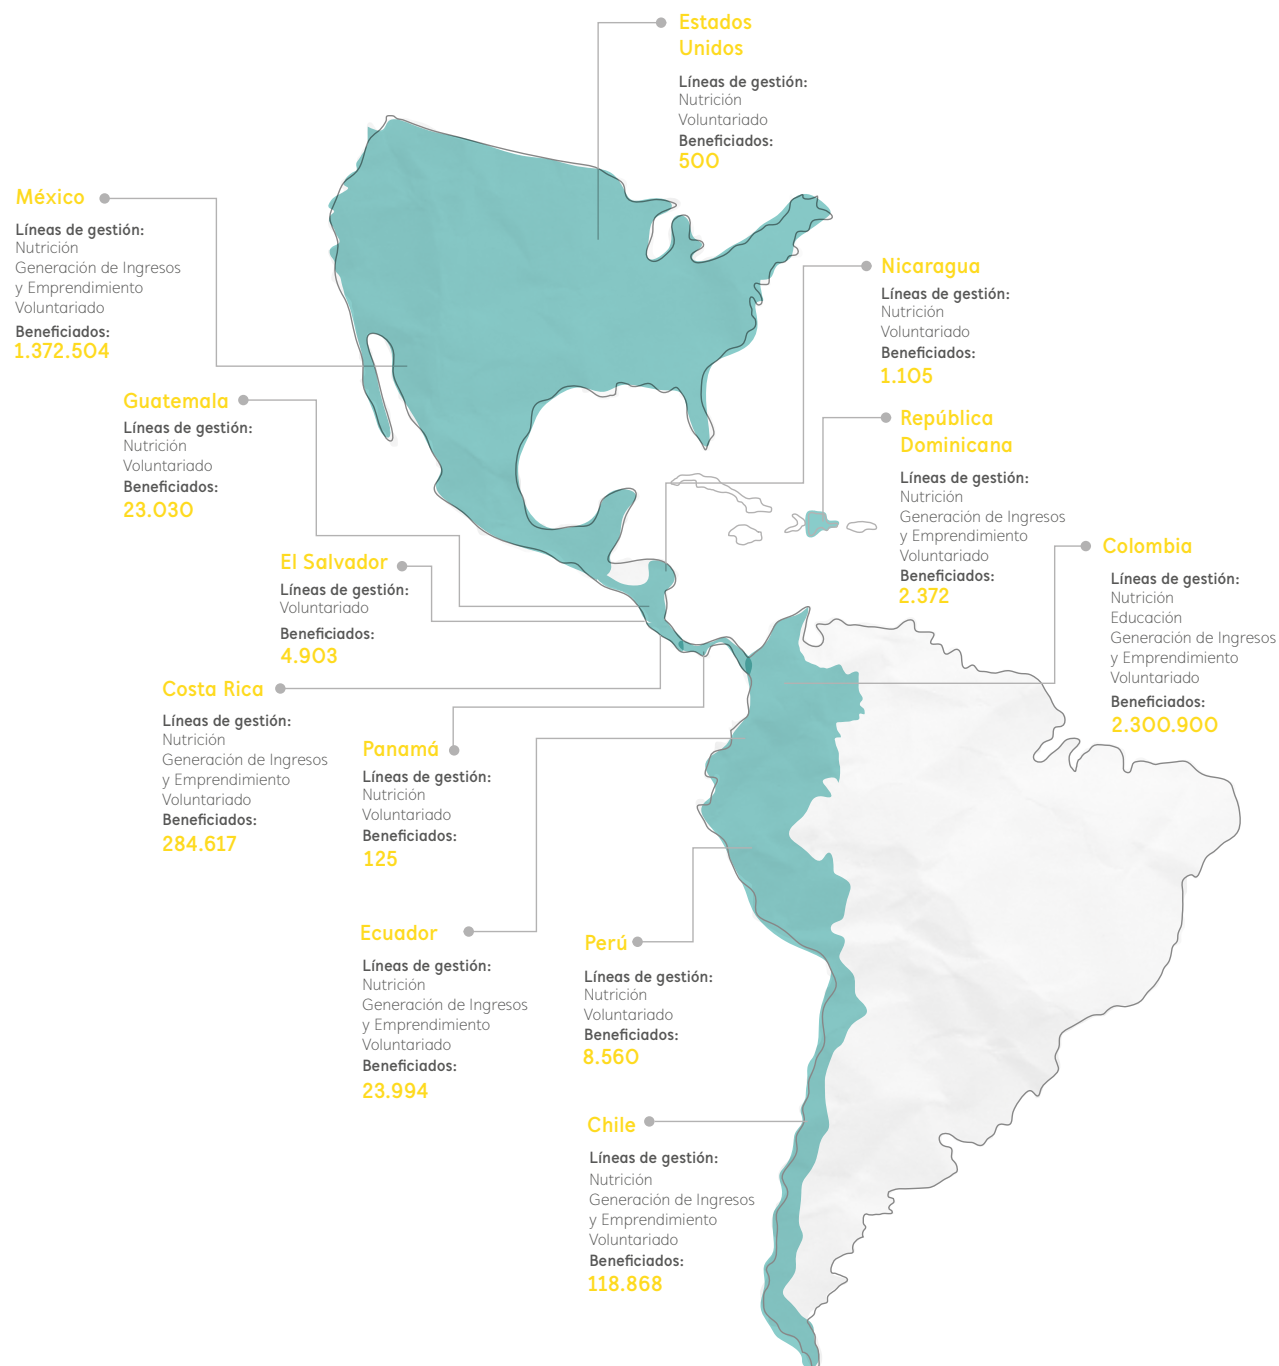 Estados
Unidos
Líneas de gestión:
Nutrición
Voluntariado
Beneficiados:
500
México
Líneas de gestión:
Nutrición
Generación de Ingresos
y Emprendimiento
Voluntariado
Beneficiados:
1.372.504
Nicaragua
Líneas de gestión:
Nutrición
Voluntariado
Beneficiados:
1.105
Guatemala
Líneas de gestión:
Nutrición
Voluntariado
Beneficiados:
23.030
República
Dominicana
Líneas de gestión:
Nutrición
Generación de Ingresos
y Emprendimiento
Voluntariado
Beneficiados:
2.372
Colombia
Líneas de gestión:
Nutrición
Educación
Generación de Ingresos
y Emprendimiento
Voluntariado
Beneficiados:
2.300.900
El Salvador
Líneas de gestión:
Voluntariado
Beneficiados:
4.903
Costa Rica
Líneas de gestión:
Nutrición
Generación de Ingresos
y Emprendimiento
Voluntariado
Beneficiados:
284.617
Panamá
Líneas de gestión:
Nutrición
Voluntariado
Beneficiados:
125
Ecuador
Líneas de gestión:
Nutrición
Generación de Ingresos
y Emprendimiento
Voluntariado
Beneficiados:
23.994
Perú
Líneas de gestión:
Nutrición
Voluntariado
Beneficiados:
8.560
Chile
Líneas de gestión:
Nutrición
Generación de Ingresos
y Emprendimiento
Voluntariado
Beneficiados:
118.868